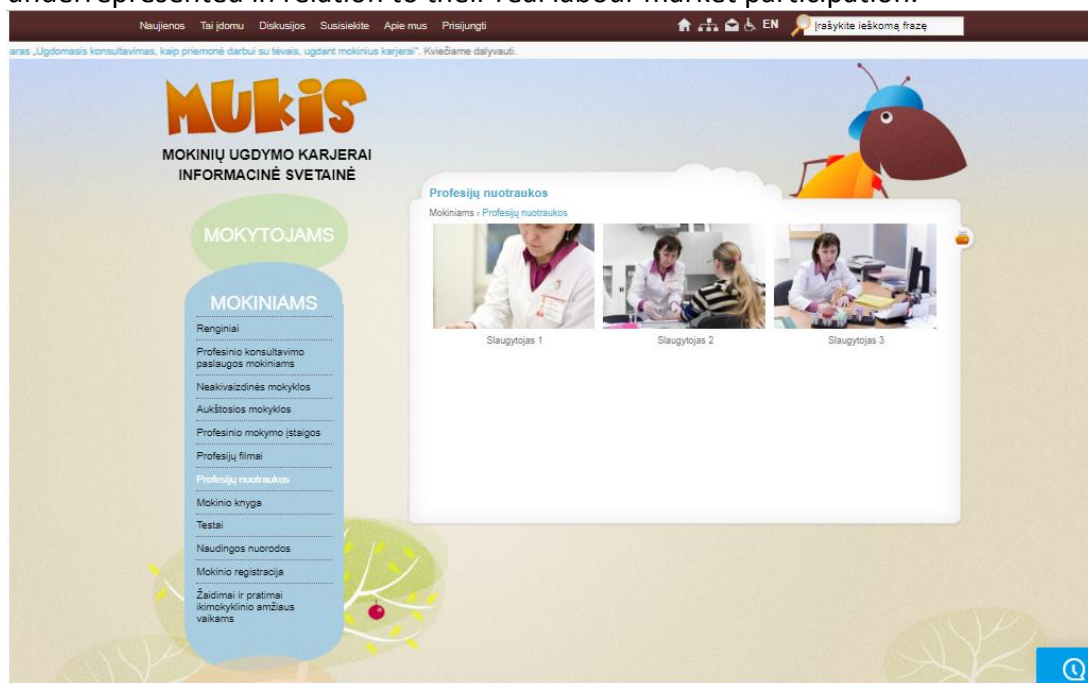 underrepresented in relation to their real labour market participation.
Naujienos Tai įdomu Diskusijos Susisiekite Apie mus Prisijungti EN Įrašykite ieškomą frazę
aras „Ugdomasis konsultavimas, kaip priemonė darbui su tėvais, ugdant mokinius karjerai". Kviečiame dalyvauti.
MUKiS
MOKINIŲ UGDYMO KARJERAI
INFORMACINĖ SVETAINĖ
MOKYTOJAMS
MOKINIAMS
Renginiai
Profesinio konsultavimo
paslaugos mokiniams
Neakivaizdinės mokyklos
Aukštosios mokyklos
Profesinio mokymo įstaigos
Profesijų filmai
Profesijų nuotraukos
Mokinio knyga
Testai
Naudingos nuorodos
Mokinio registracija
Žaidimai ir pratimai
ikimokyklinio amžiaus
vaikams
Profesijų nuotraukos
Mokiniams › Profesijų nuotraukos
Slaugytojas 1
Slaugytojas 2
Slaugytojas 3